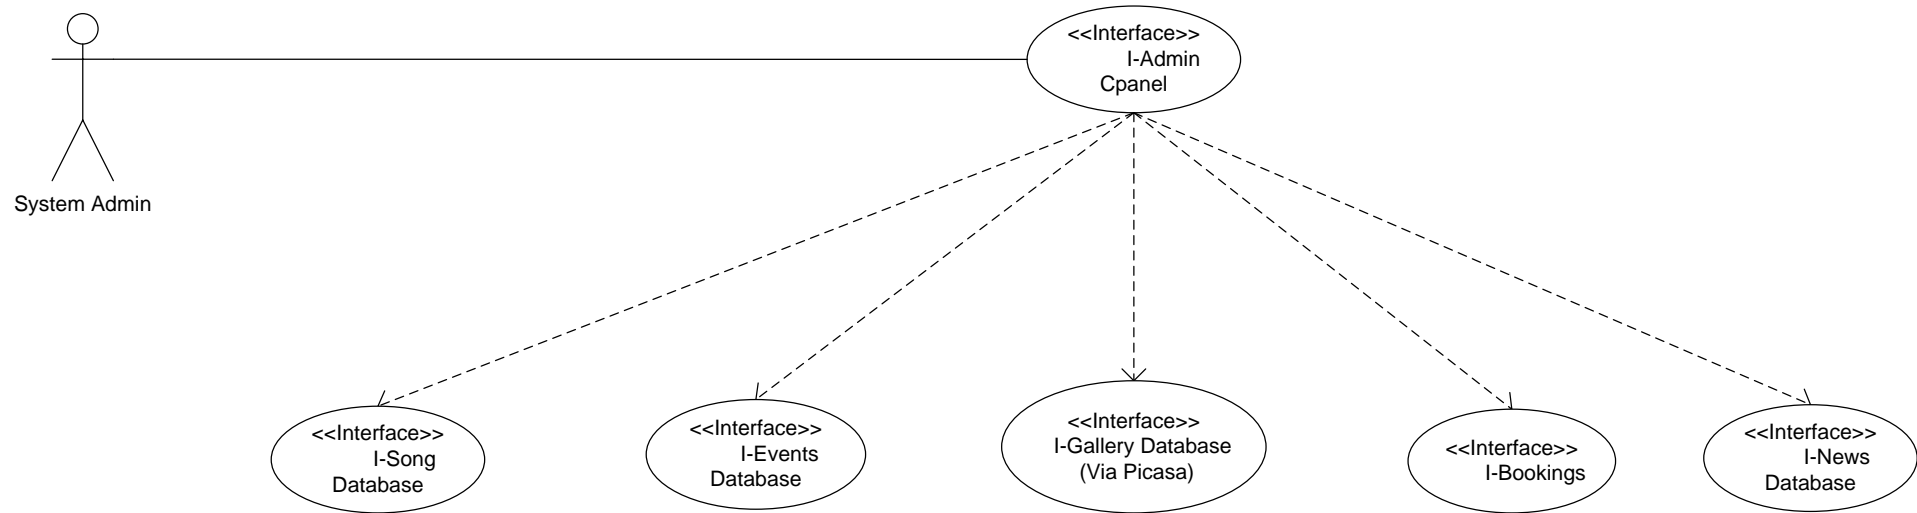 <<Interface>>
I-Admin
Cpanel
System Admin
<<Interface>>
I-Song
Database
<<Interface>>
I-Events
Database
<<Interface>>
I-Gallery Database
(Via Picasa)
<<Interface>>
I-Bookings
<<Interface>>
I-News
Database